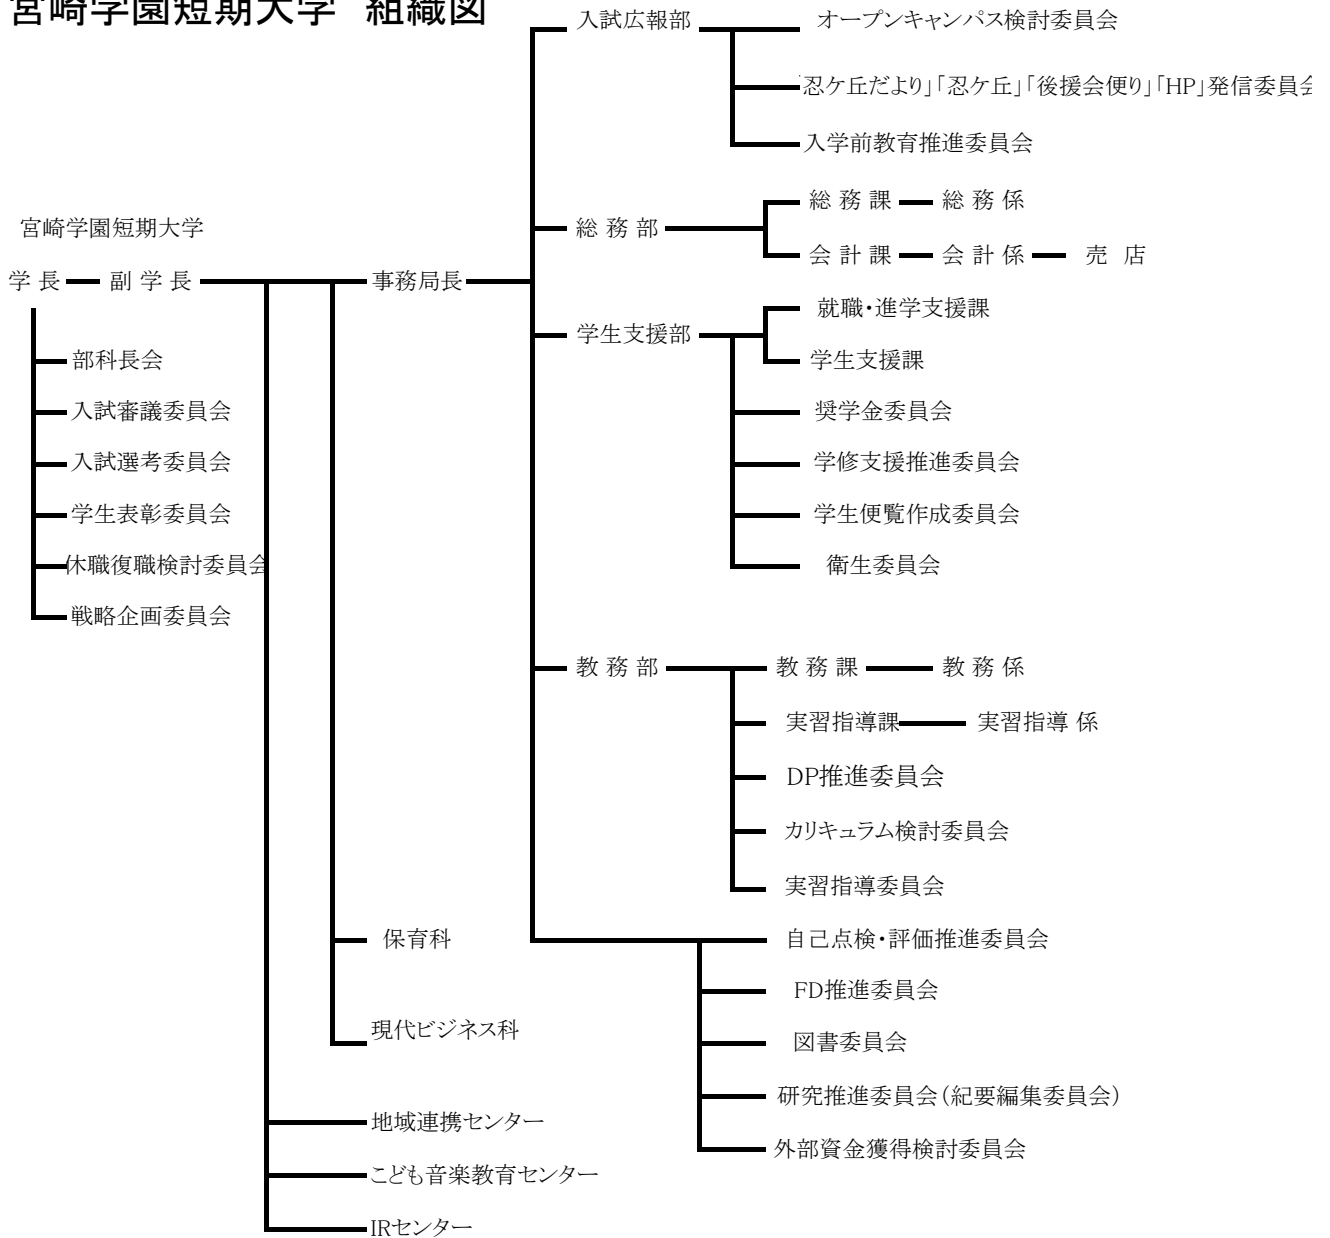 宮崎学園短期大学 組織図
入試広報部 オープンキャンパス検討委員会
「忍ケ丘だより」「忍ケ丘」「後援会便り」「HP」発信委員会
入学前教育推進委員会
総務課 総務係
宮崎学園短期大学 総務部
会計課 会計係 売店
学長 副学長 事務局長
就職・進学支援課
学生支援部
部科長会 学生支援課
入試審議委員会 奨学金委員会
入試選考委員会 学修支援推進委員会
学生表彰委員会 学生便覧作成委員会
休職復職検討委員会 衛生委員会
戦略企画委員会
教務部 教務課 教務係
実習指導課 実習指導係
DP推進委員会
カリキュラム検討委員会
実習指導委員会
保育科 自己点検・評価推進委員会
FD推進委員会
現代ビジネス科 図書委員会
研究推進委員会(紀要編集委員会)
地域連携センター
外部資金獲得検討委員会
こども音楽教育センター
IRセンター